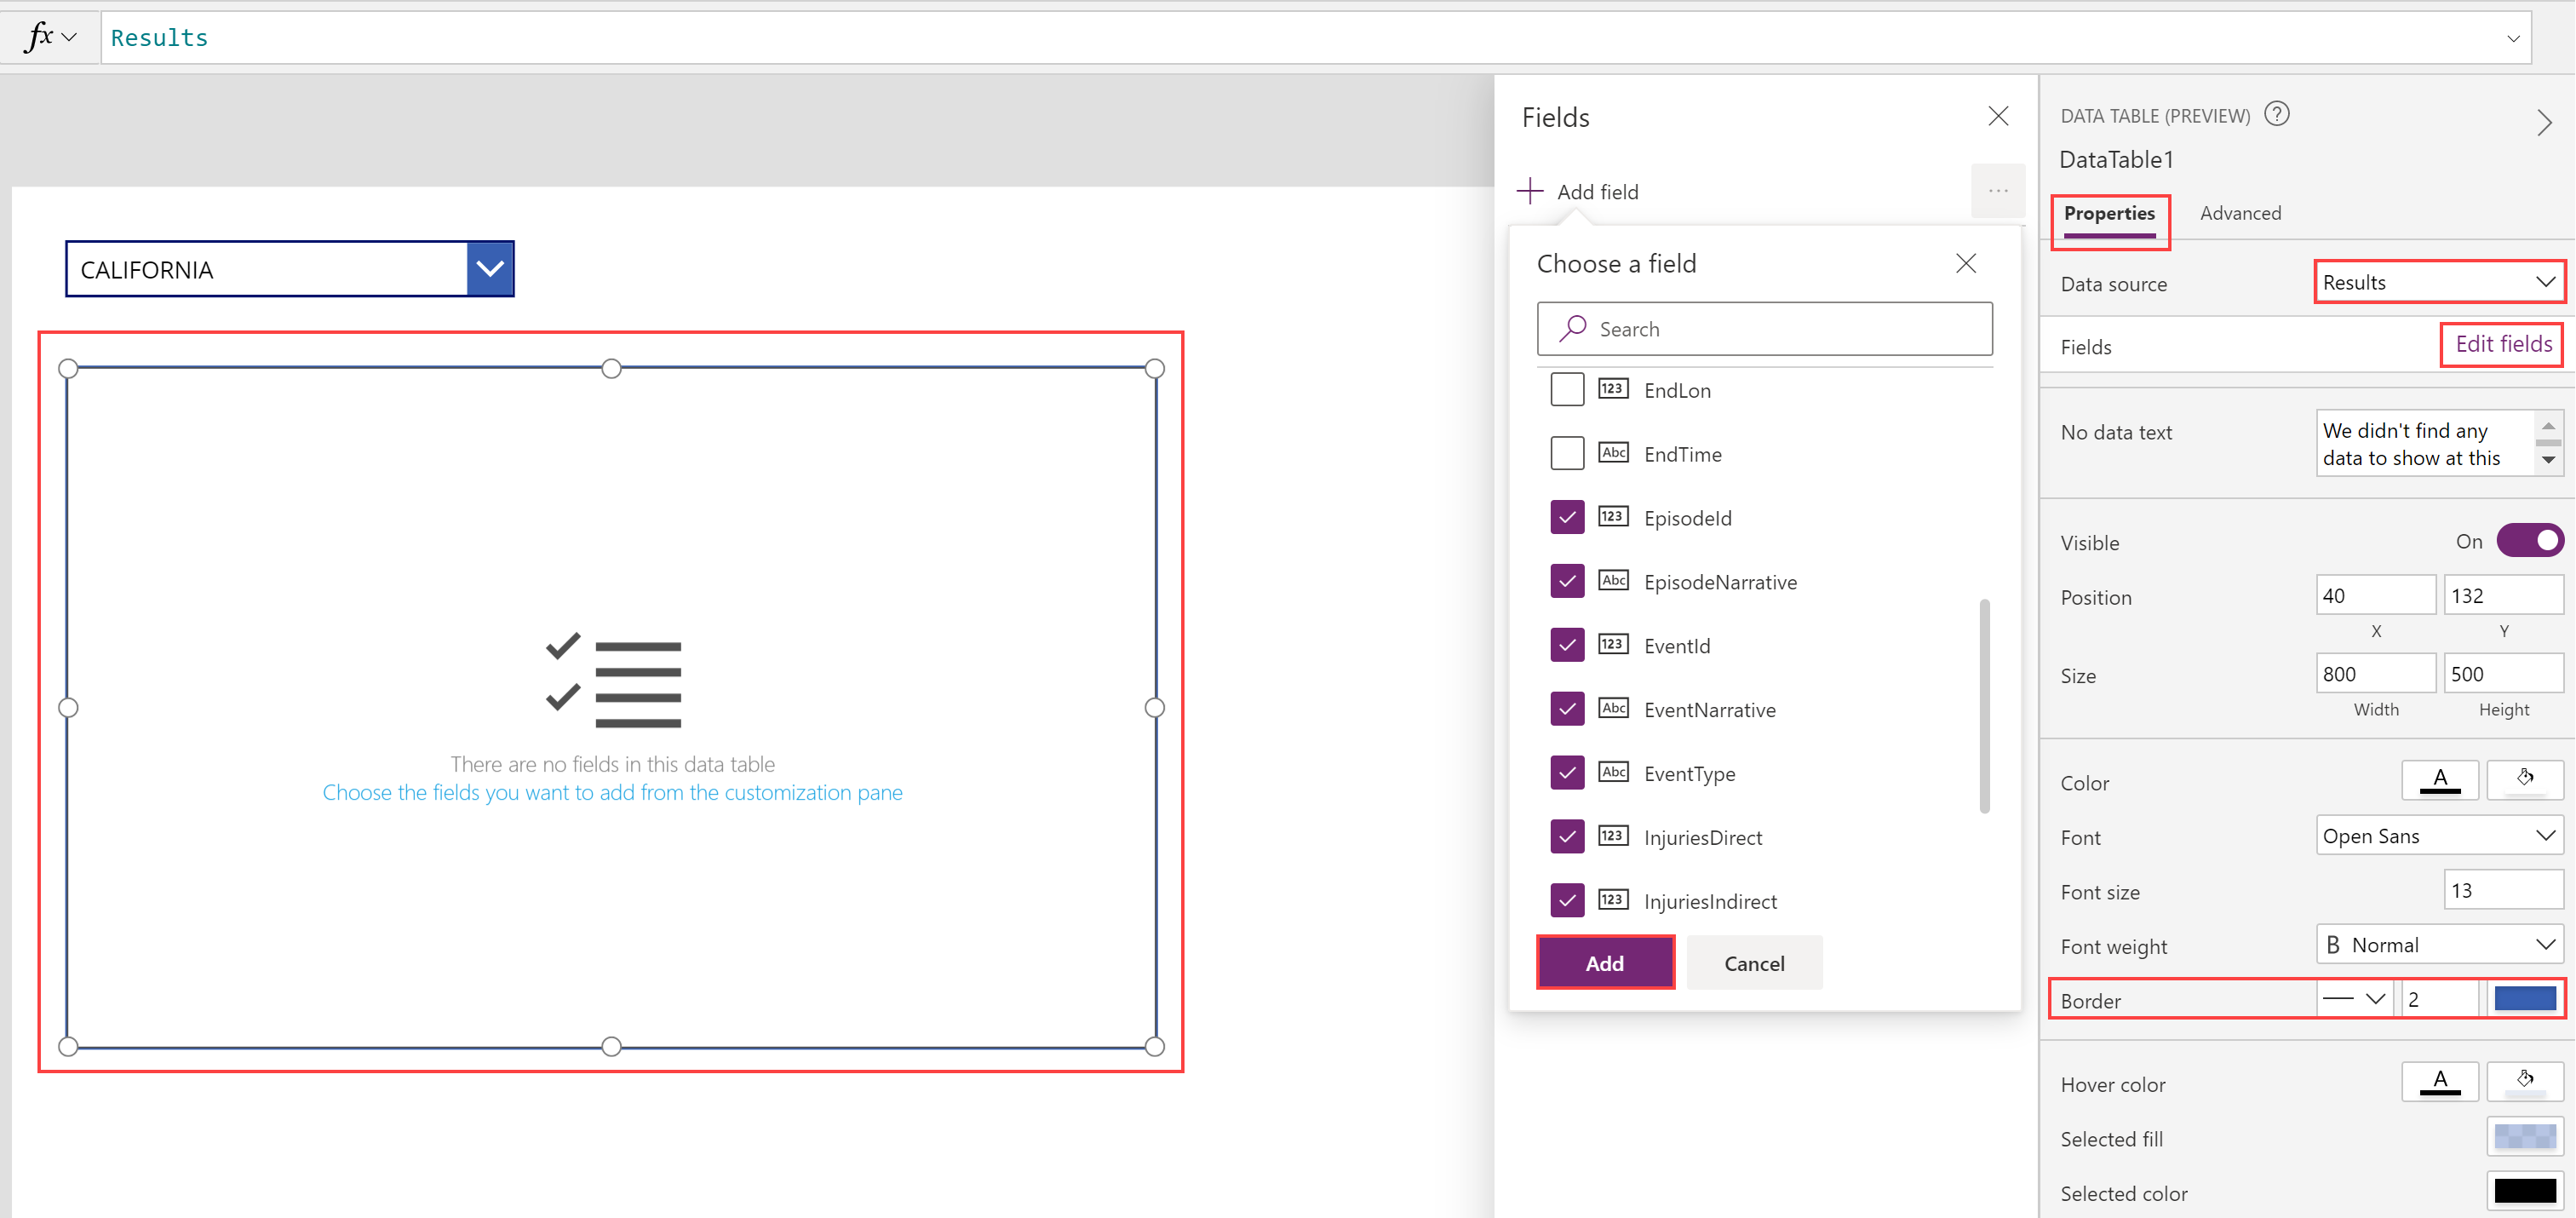 fx
Results
CALIFORNIA
There are no fields in this data table
Choose the fields you want to add from the customization pane
Fields
Add field
...
Choose a field
Search
123 EndLon
Abc EndTime
123 EpisodeId
Abc EpisodeNarrative
123 EventId
Abc EventNarrative
Abc EventType
123 InjuriesDirect
123 InjuriesIndirect
Add Cancel
DATA TABLE (PREVIEW) ?
DataTable1
Properties Advanced
Data source Results
Fields Edit fields
No data text We didn't find any
data to show at this
Visible On
Position 40 132
X Y
Size 800 500
Width Height
Color A
Font Open Sans
Font size 13
Font weight B Normal
Border 2
Hover color A
Selected fill
Selected color